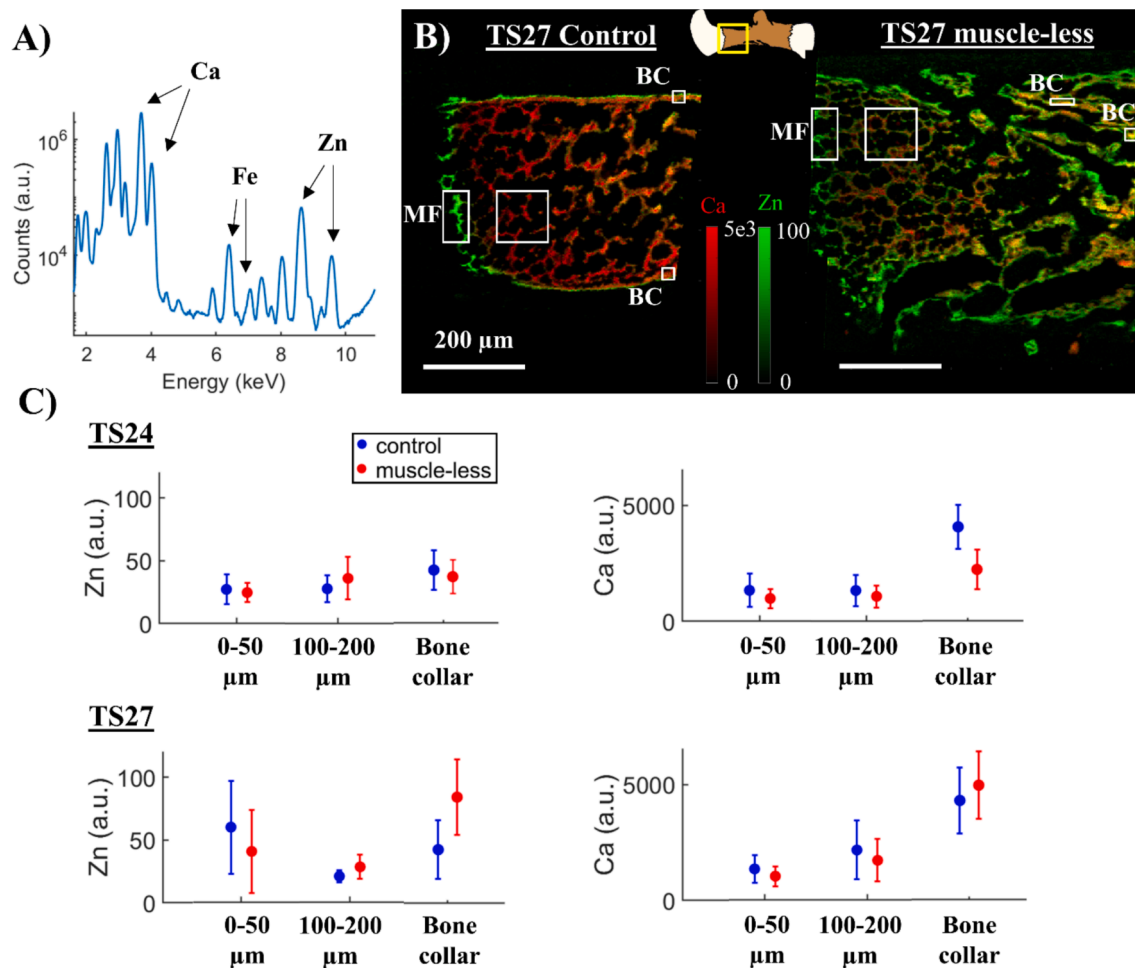 A)
Ca
Fe
Zn
Counts (a.u.)
10^6
10^4
2 4 6 8 10
Energy (keV)
B)
TS27 Control
TS27 muscle-less
BC
MF
BC
200 µm
Ca
Zn
5e3
100
0
0
MF
BC
BC
C)
TS24
control
muscle-less
Zn (a.u.)
100
50
0
0-50 µm
100-200 µm
Bone collar
Ca (a.u.)
5000
0
0-50 µm
100-200 µm
Bone collar
TS27
Zn (a.u.)
100
50
0
0-50 µm
100-200 µm
Bone collar
Ca (a.u.)
5000
0
0-50 µm
100-200 µm
Bone collar